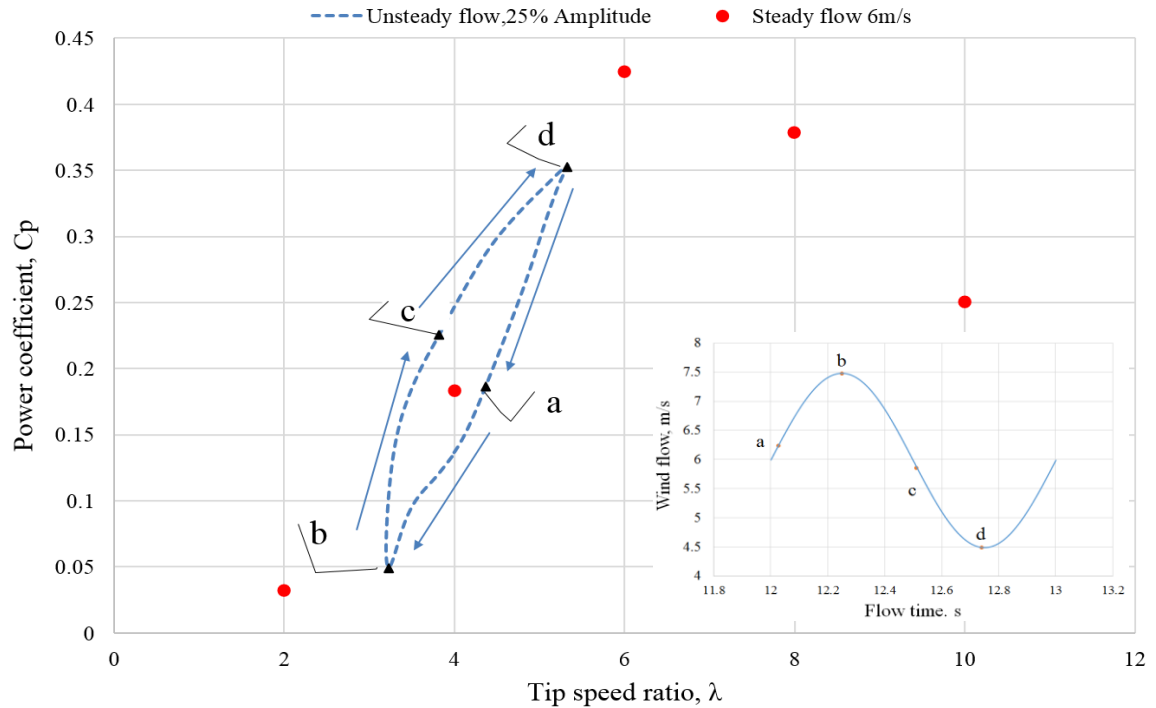 Unsteady flow,25% Amplitude
Steady flow 6m/s
Power coefficient, Cp
0.45
0.4
0.35
0.3
0.25
0.2
0.15
0.1
0.05
0
0 2 4 6 8 10 12
Tip speed ratio, λ
d
c
a
b
Wind flow, m/s
8
7.5
7
6.5
6
5.5
5
4.5
4
11.8 12 12.2 12.4 12.6 12.8 13 13.2
Flow time. s
b
a
c
d